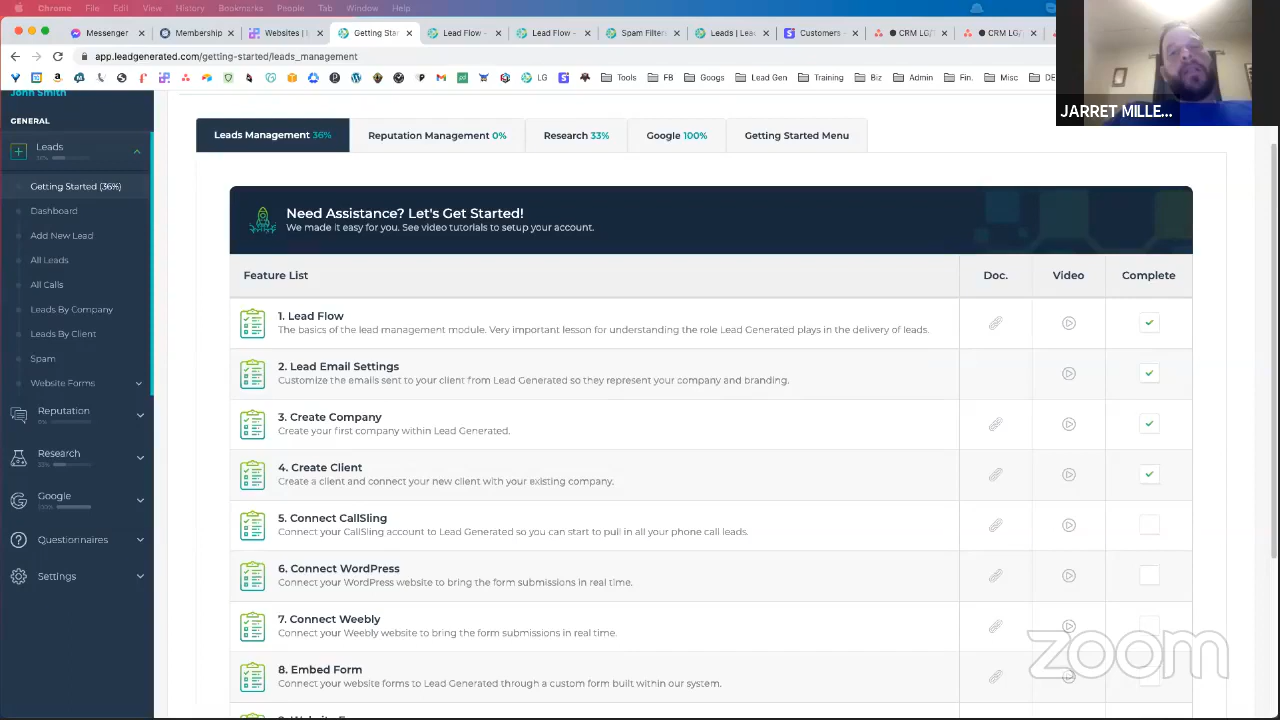 Chrome File Edit View History Bookmarks People Tab Window Help
Messenger
Membership
Websites |
Getting Star
Lead Flow -
Lead Flow -
Spam Filters
Leads | Lea
Customers -
CRM LG/
CRM LG/
app.leadgenerated.com/getting-started/leads_management
LG
Tools
FB
Googs
Lead Gen
Training
Biz
Admin
Fin.
Misc
DE
JARRET MILLE...
John Smith
GENERAL
Leads
36%
Getting Started (36%)
Dashboard
Add New Lead
All Leads
All Calls
Leads By Company
Leads By Client
Spam
Website Forms
Reputation
Research
33%
Google
100%
Questionnaires
Settings
Leads Management 36%
Reputation Management 0%
Research 33%
Google 100%
Getting Started Menu
Need Assistance? Let's Get Started!
We made it easy for you. See video tutorials to setup your account.
Feature List Doc. Video Complete
1. Lead Flow
The basics of the lead management module. Very important lesson for understanding the role Lead Generated plays in the delivery of leads.
2. Lead Email Settings
Customize the emails sent to your client from Lead Generated so they represent your company and branding.
3. Create Company
Create your first company within Lead Generated.
4. Create Client
Create a client and connect your new client with your existing company.
5. Connect CallSling
Connect your CallSling account to Lead Generated so you can start to pull in all your phone call leads.
6. Connect WordPress
Connect your WordPress website to bring the form submissions in real time.
7. Connect Weebly
Connect your Weebly website to bring the form submissions in real time.
8. Embed Form
Connect your website forms to Lead Generated through a custom form built within our system.
zoom